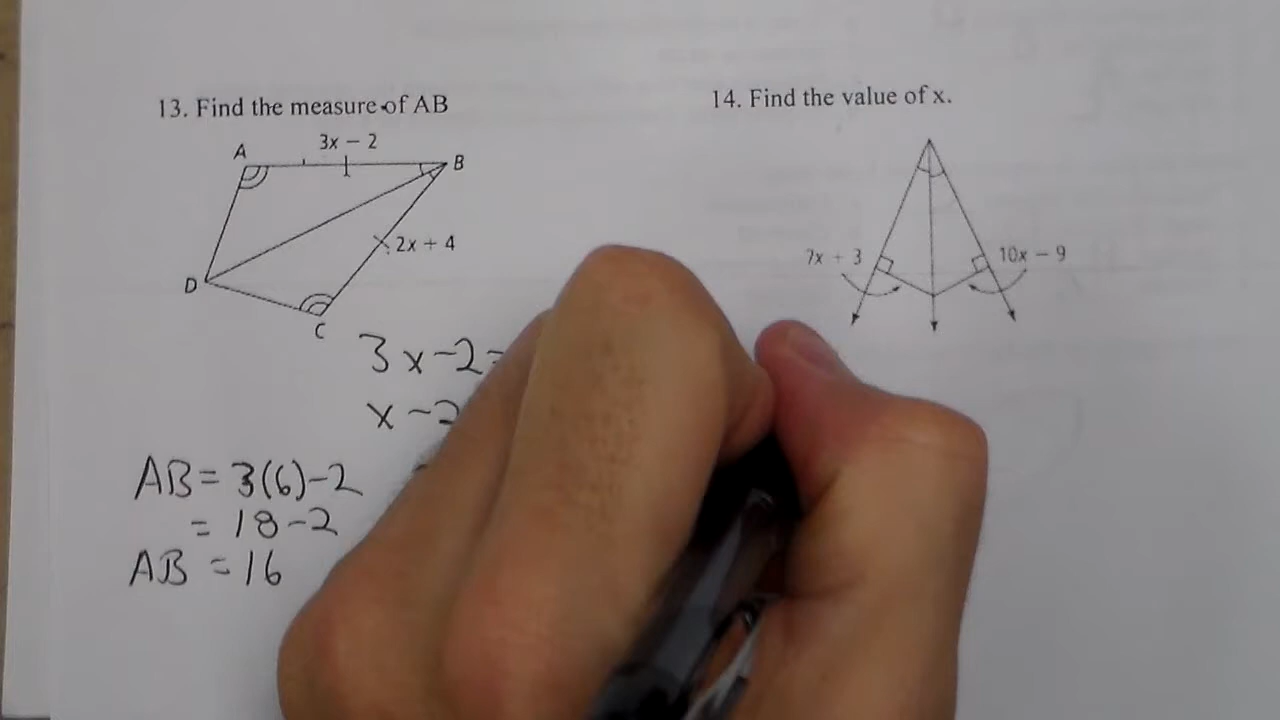 13. Find the measure of AB
A
3x – 2
B
2x + 4
D
C
3x-2=
x-2
AB=3(6)-2
=18-2
AB=16
14. Find the value of x.
7x + 3
10x – 9